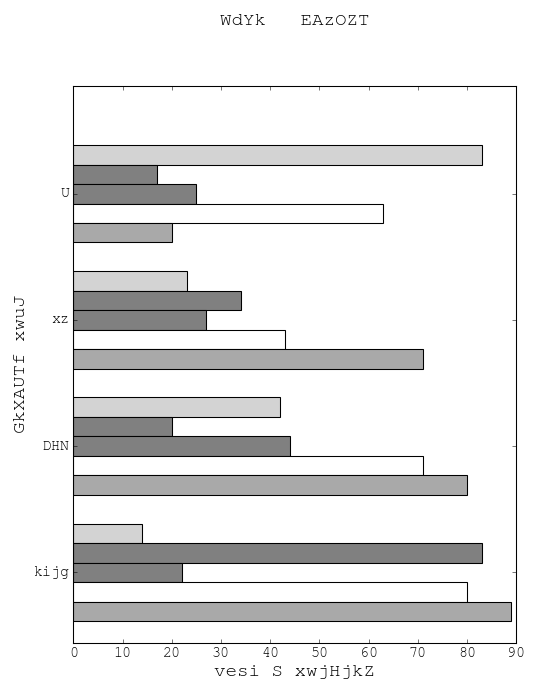 WdYk EAzOZT
U
xz
DHN
kijg
GkXAUTf xwuJ
0 10 20 30 40 50 60 70 80 90
vesi S xwjHjkZ